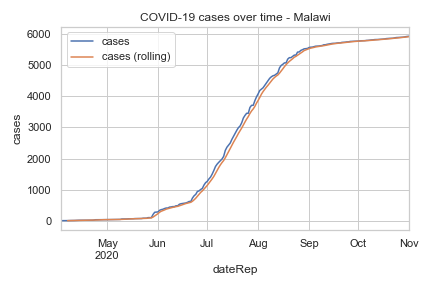 COVID-19 cases over time - Malawi
cases
cases (rolling)
6000
5000
4000
3000
2000
1000
0
cases
May Jun Jul Aug Sep Oct Nov
2020
dateRep